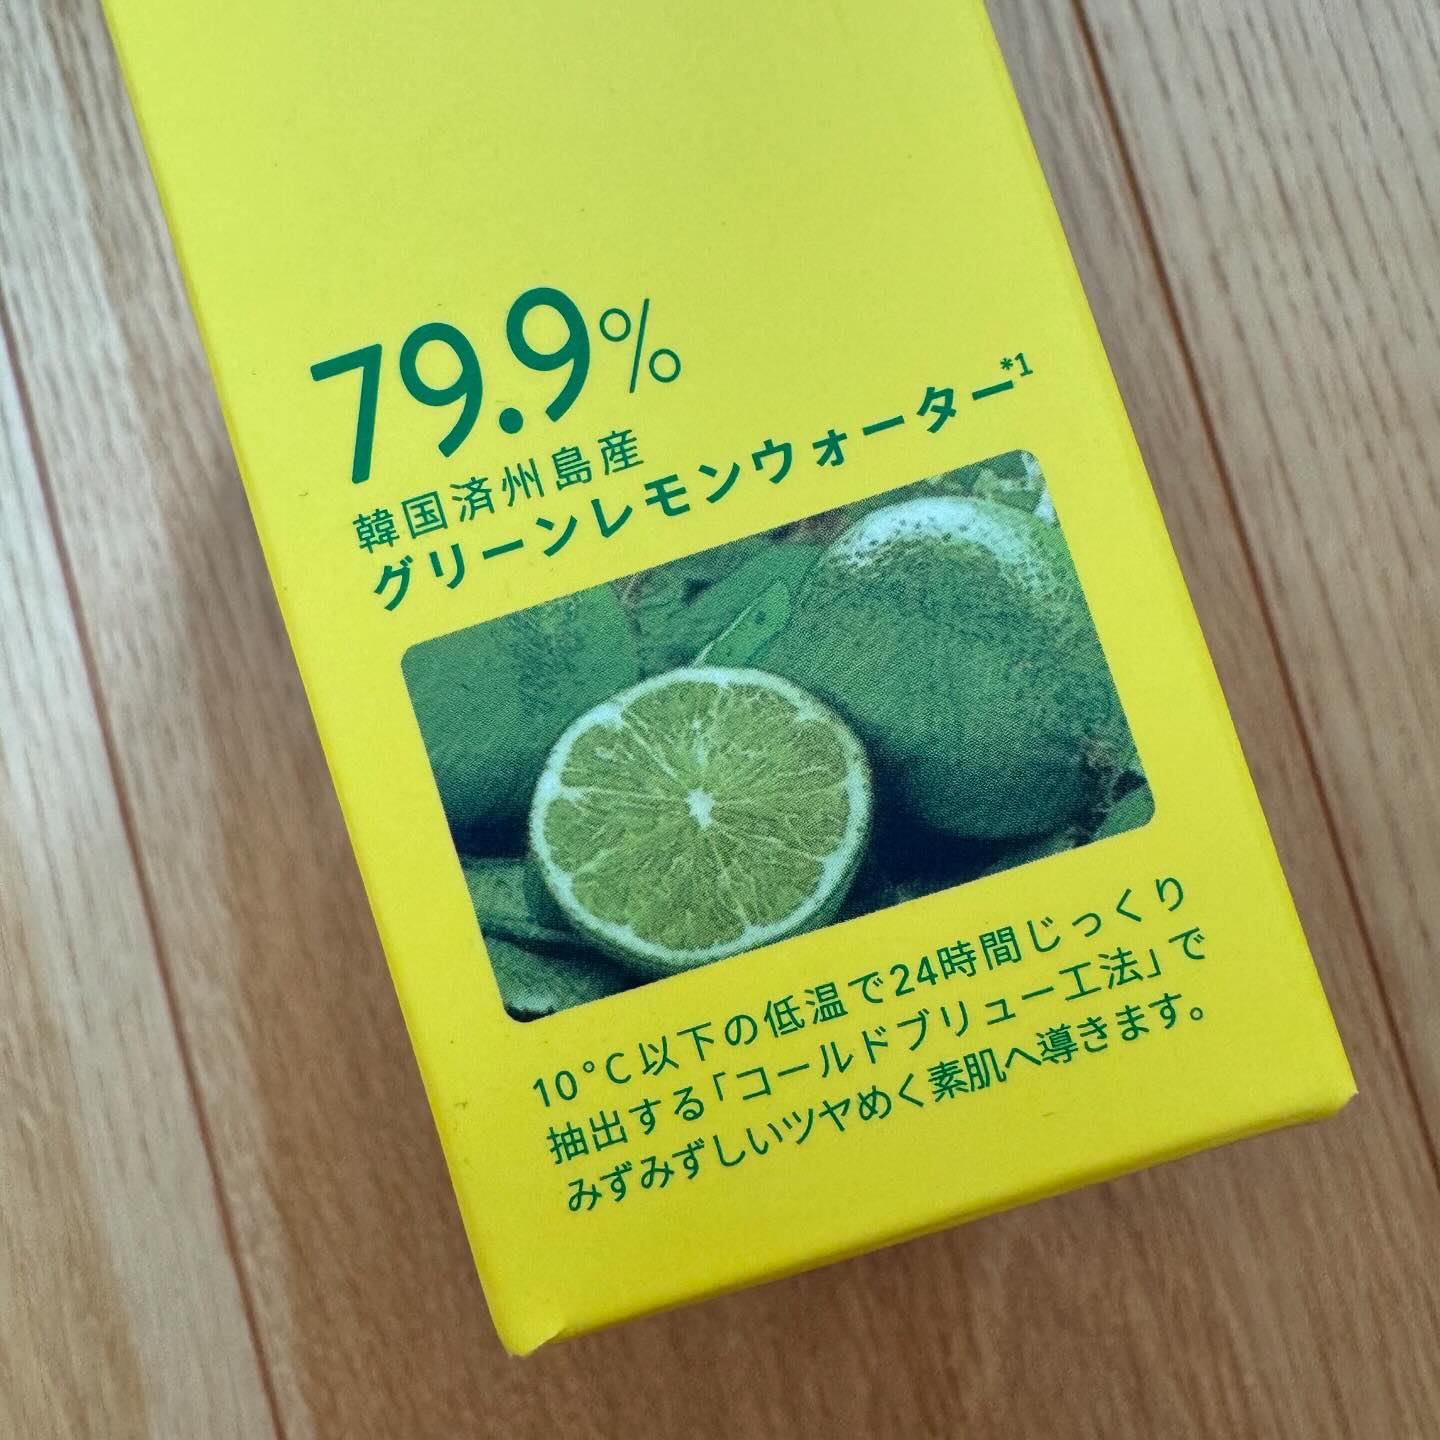 79.9%
韓国済州島産
グリーンレモンウォーター*1
10°C以下の低温で24時間じっくり
抽出する「コールドブリュー工法」で
みずみずしいツヤめく素肌へ導きます。